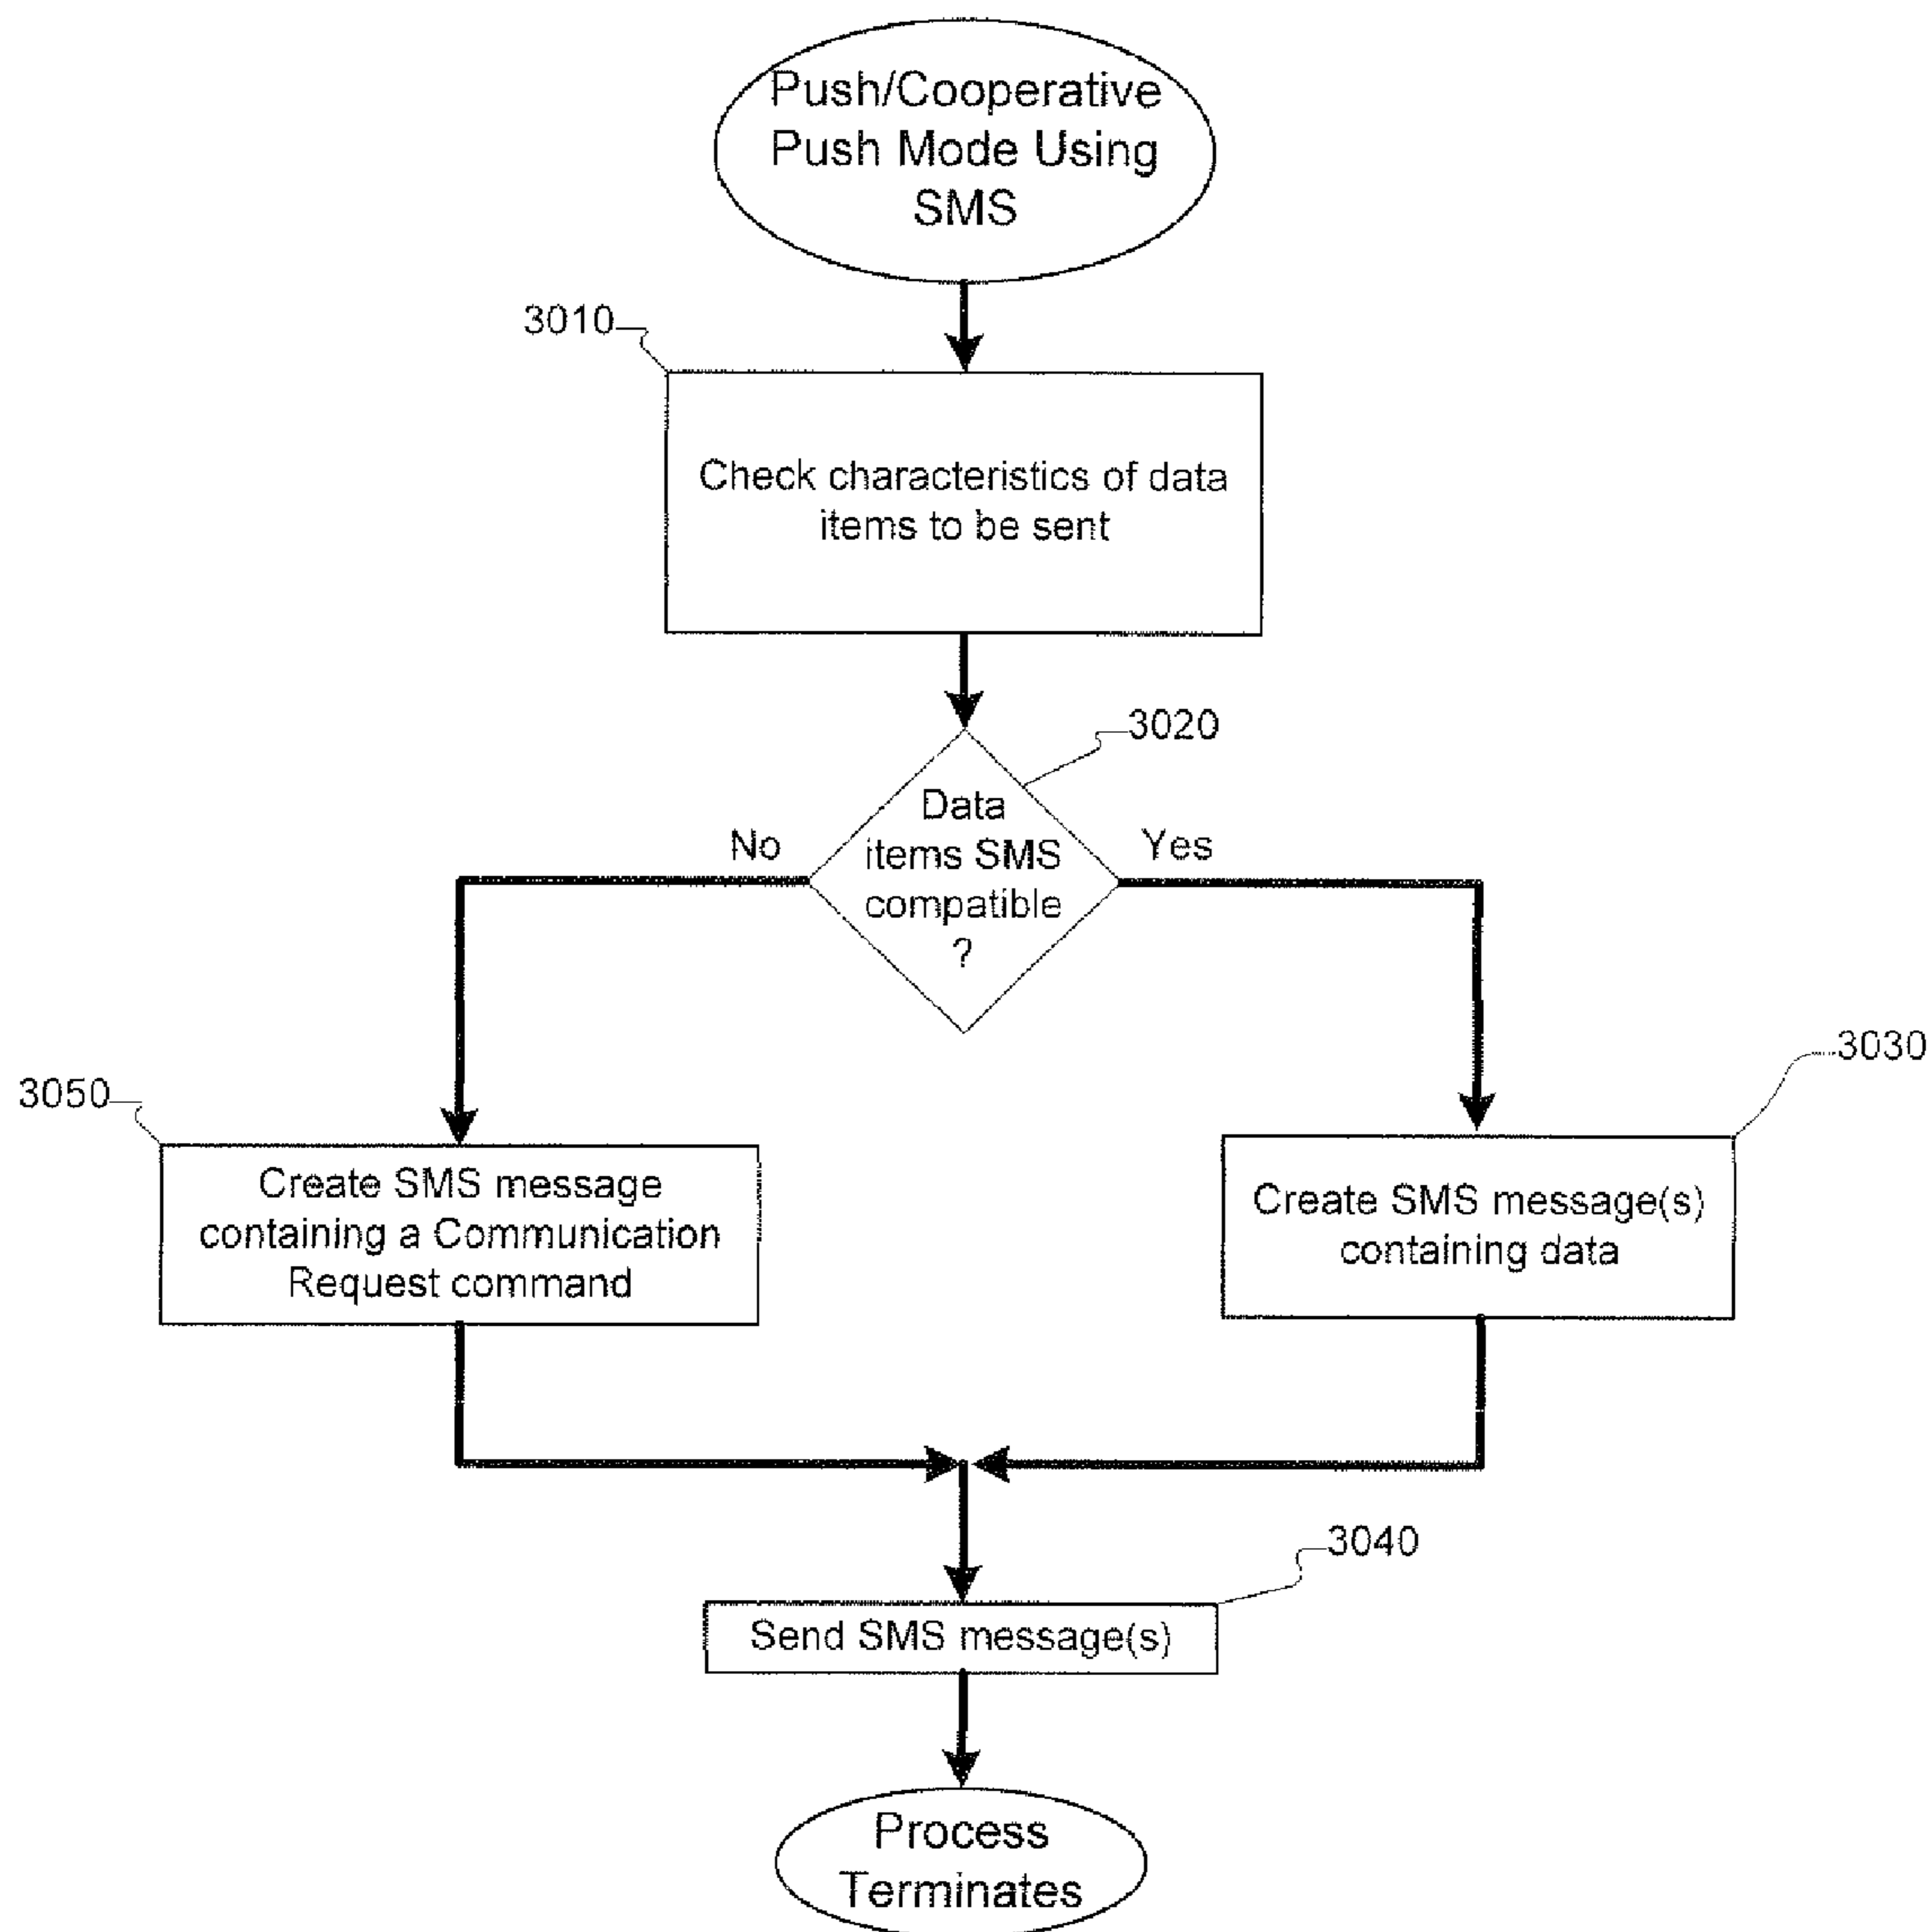 Push/Cooperative
Push Mode Using
SMS
3010
Check characteristics of data
items to be sent
3020
Data
items SMS
compatible
?
No
Yes
3030
3050
Create SMS message
containing a Communication
Request command
Create SMS message(s)
containing data
3040
Send SMS message(s)
Process
Terminates